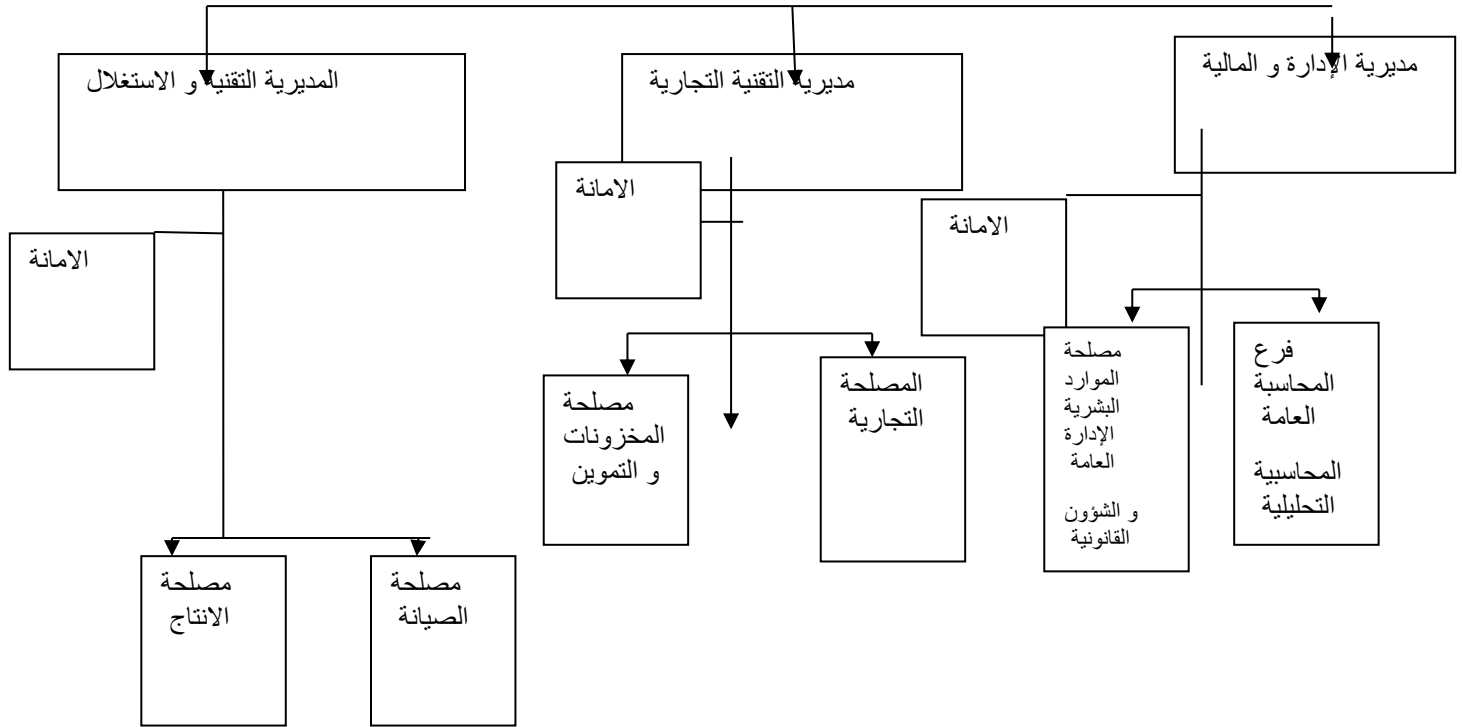 مديرية الإدارة و المالية
مديرية التقنية التجارية
المديرية التقنية و الاستغلال
الامانة
الامانة
الامانة
فرع
المحاسبة
العامة
المحاسبية
التحليلية
مصلحة
الموارد
البشرية
الإدارة
العامة
و الشؤون
القانونية
المصلحة
التجارية
مصلحة
المخزونات
و التموين
مصلحة
الصيانة
مصلحة
الانتاج